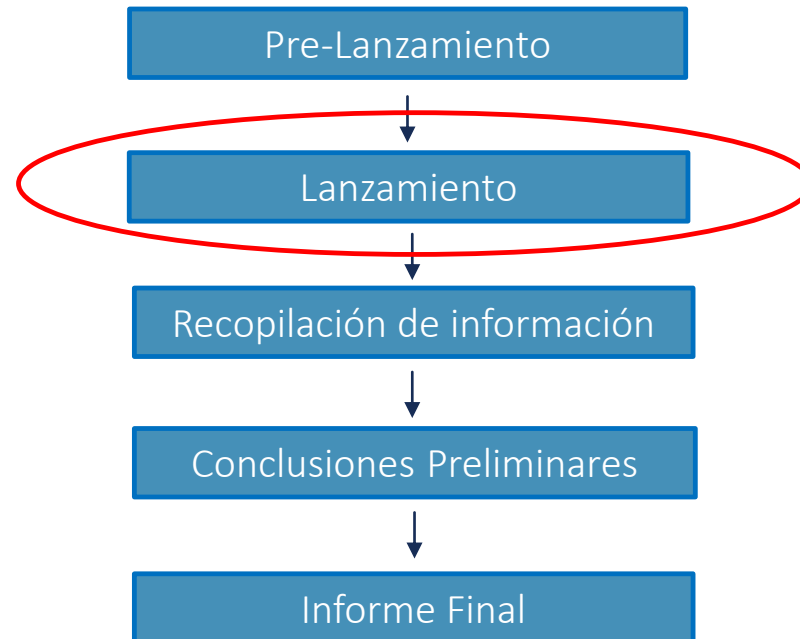 Pre-Lanzamiento
Lanzamiento
Recopilación de información
Conclusiones Preliminares
Informe Final